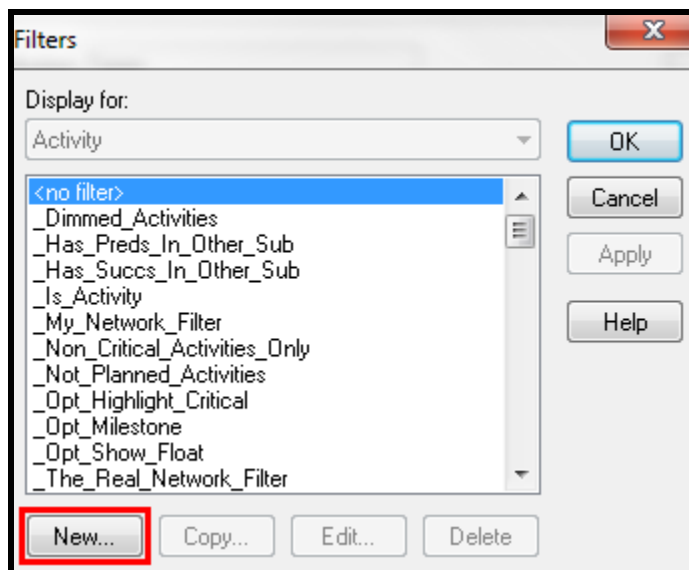 Filters
X
Display for:
Activity
OK
<no filter>
Cancel
_Dimmed_Activities
_Has_Preds_In_Other_Sub
Apply
_Has_Succs_In_Other_Sub
_Is_Activity
_My_Network_Filter
Help
_Non_Critical_Activities_Only
_Not_Planned_Activities
_Opt_Highlight_Critical
_Opt_Milestone
_Opt_Show_Float
_The_Real_Network_Filter
New... Copy... Edit... Delete